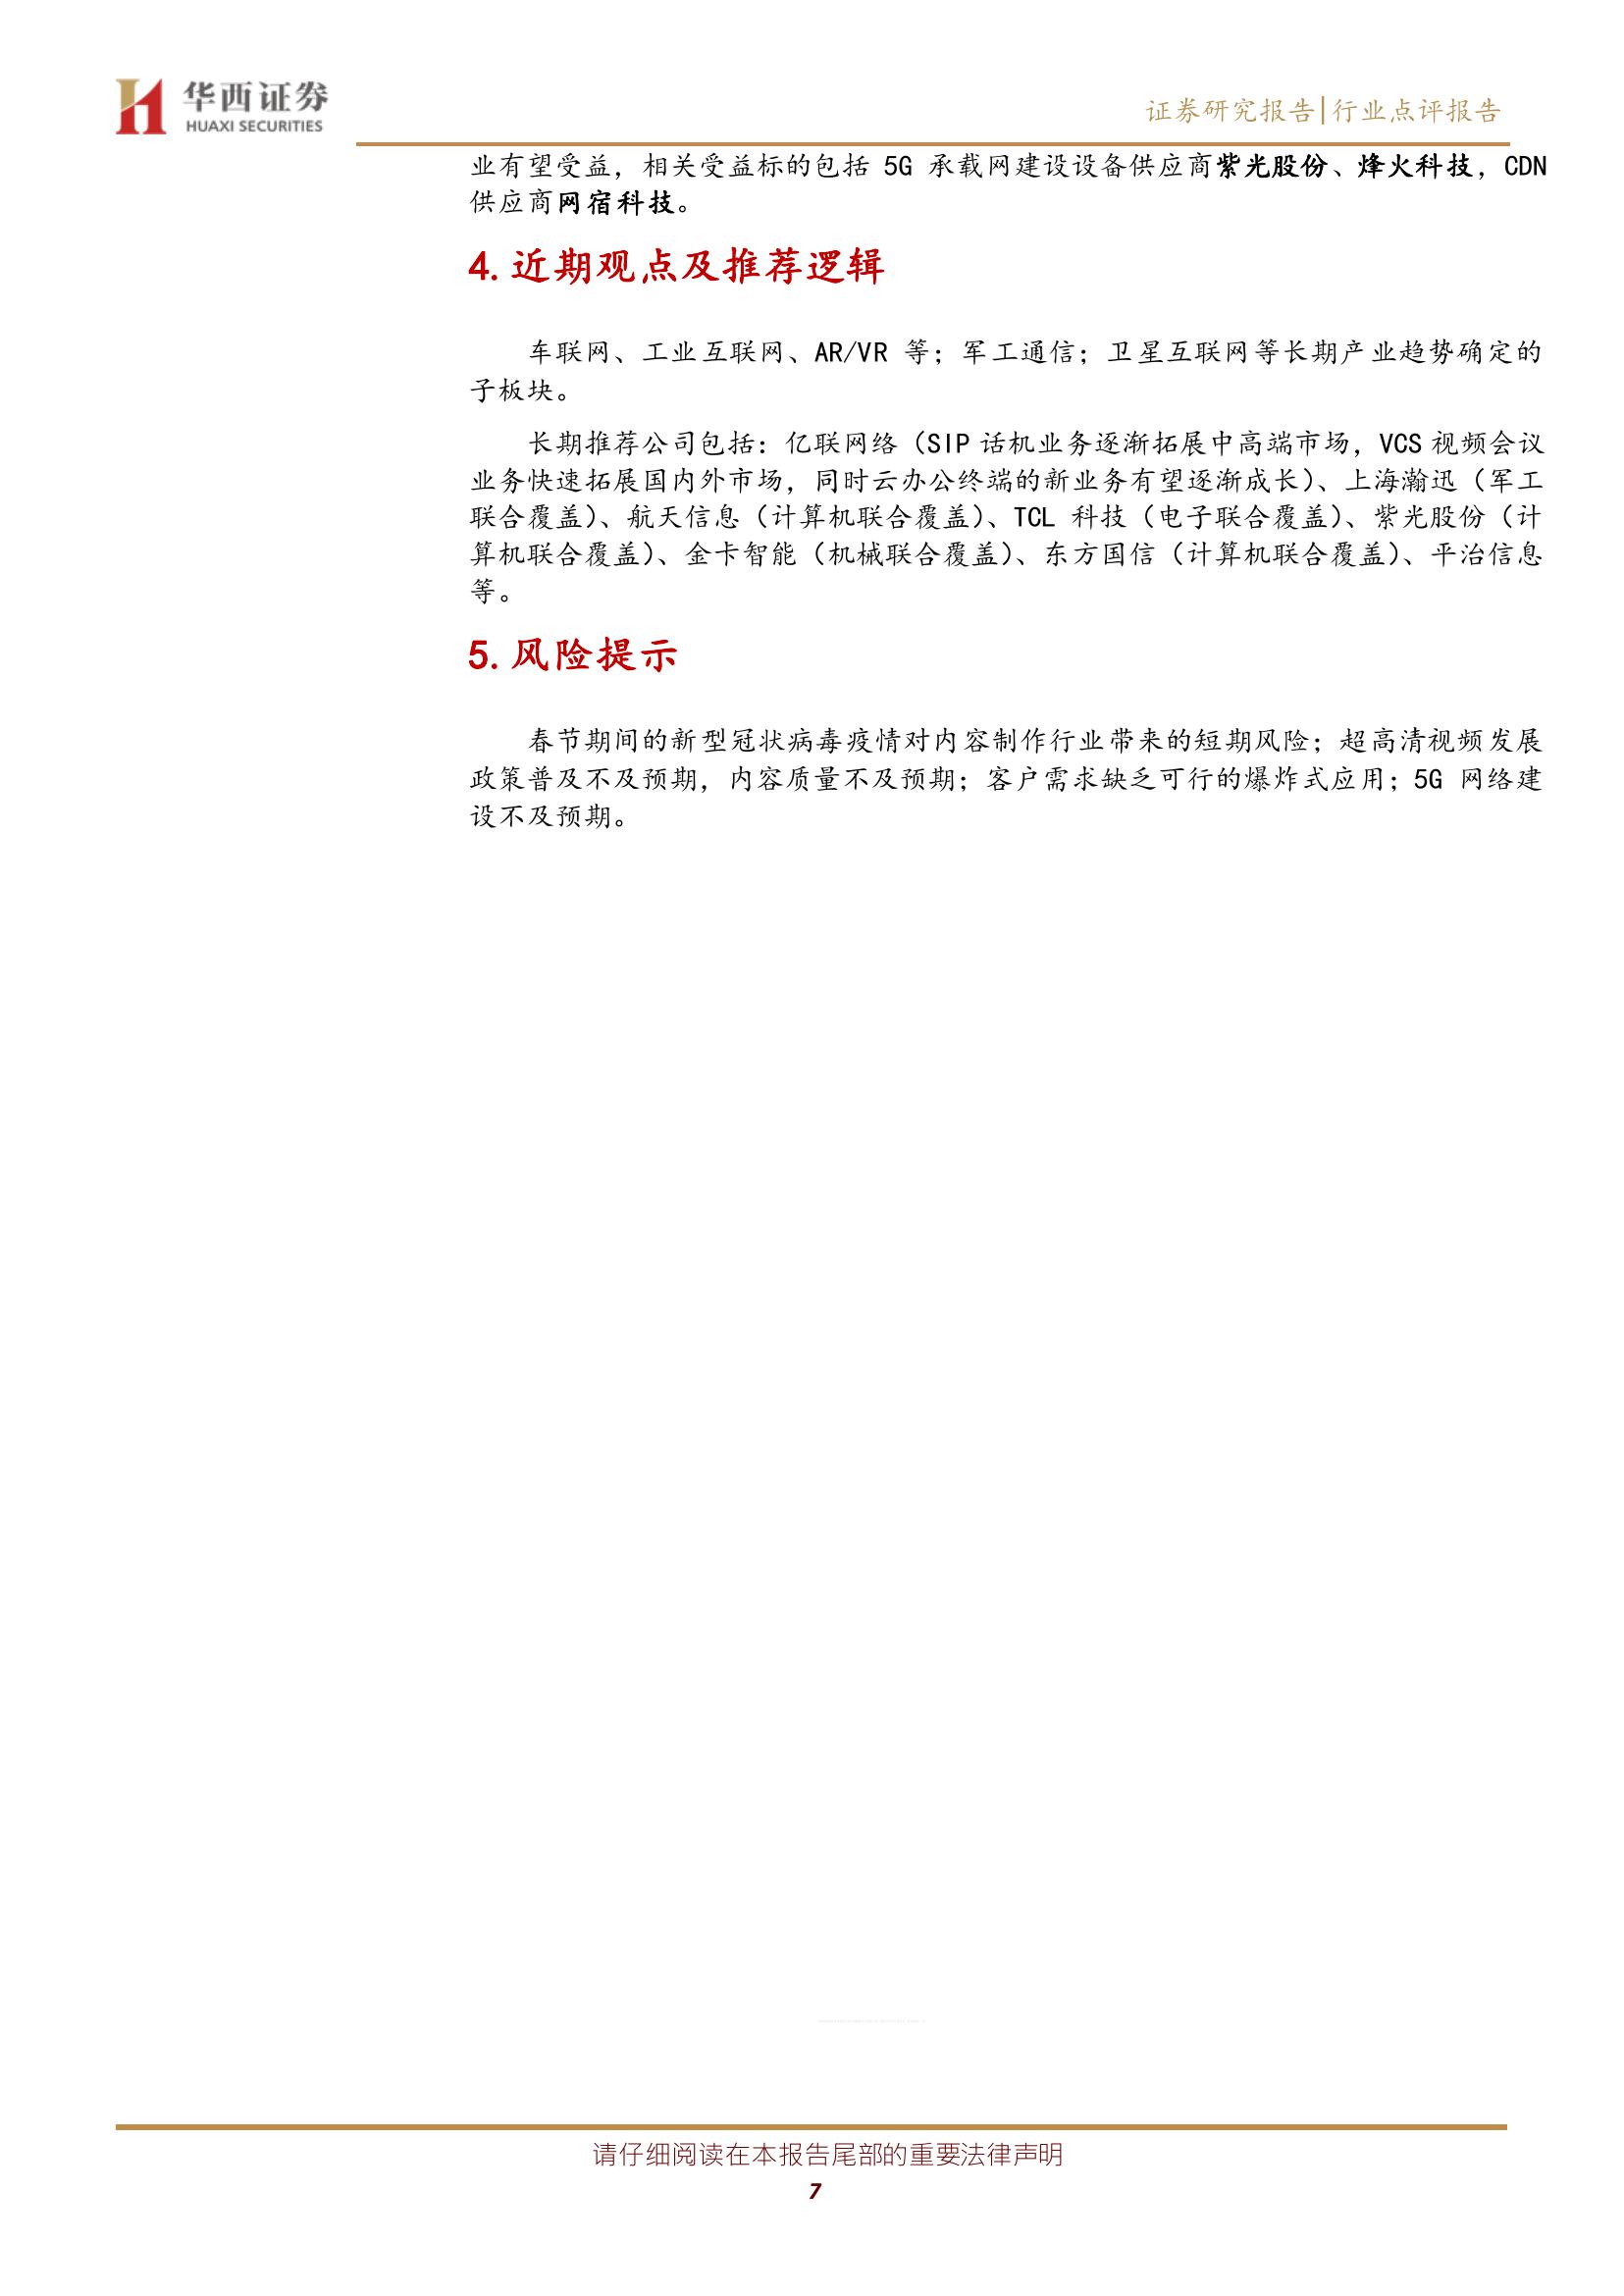 华西证券
HUAXI SECURITIES
证券研究报告|行业点评报告
业有望受益，相关受益标的包括 5G 承载网建设设备供应商紫光股份、烽火科技，CDN
供应商网宿科技。
4.近期观点及推荐逻辑
车联网、工业互联网、AR/VR 等；军工通信；卫星互联网等长期产业趋势确定的
子板块。
长期推荐公司包括：亿联网络（SIP 话机业务逐渐拓展中高端市场，VCS 视频会议
业务快速拓展国内外市场，同时云办公终端的新业务有望逐渐成长）、上海瀚迅（军工
联合覆盖）、航天信息（计算机联合覆盖）、TCL 科技（电子联合覆盖）、紫光股份（计
算机联合覆盖）、金卡智能（机械联合覆盖）、东方国信（计算机联合覆盖）、平治信息
等。
5.风险提示
春节期间的新型冠状病毒疫情对内容制作行业带来的短期风险；超高清视频发展
政策普及不及预期，内容质量不及预期；客户需求缺乏可行的爆炸式应用；5G 网络建
设不及预期。
请仔细阅读在本报告尾部的重要法律声明
7